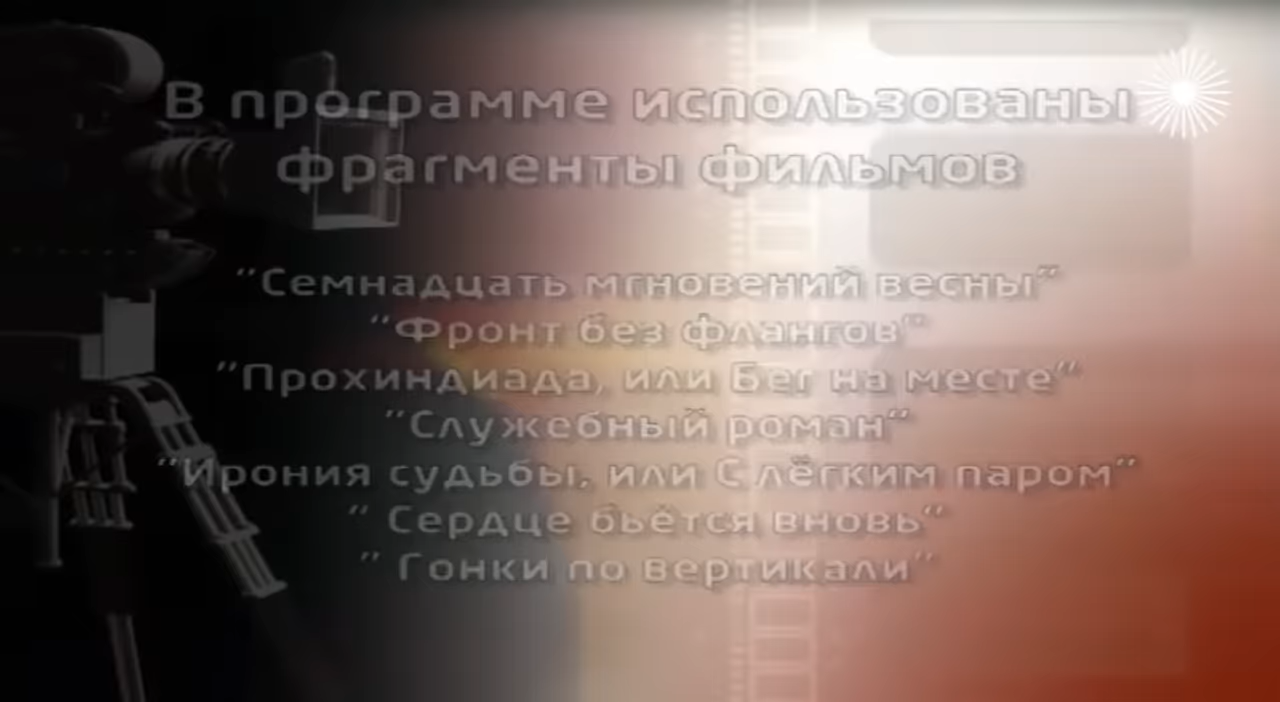 В программе использованы
фрагменты фильмов
“Семнадцать мгновений весны”
“Фронт без флангов”
“Прохиндиада, или Бег на месте”
“Служебный роман”
“Ирония судьбы, или С лёгким паром”
“ Сердце бьётся вновь”
“ Гонки по вертикали”